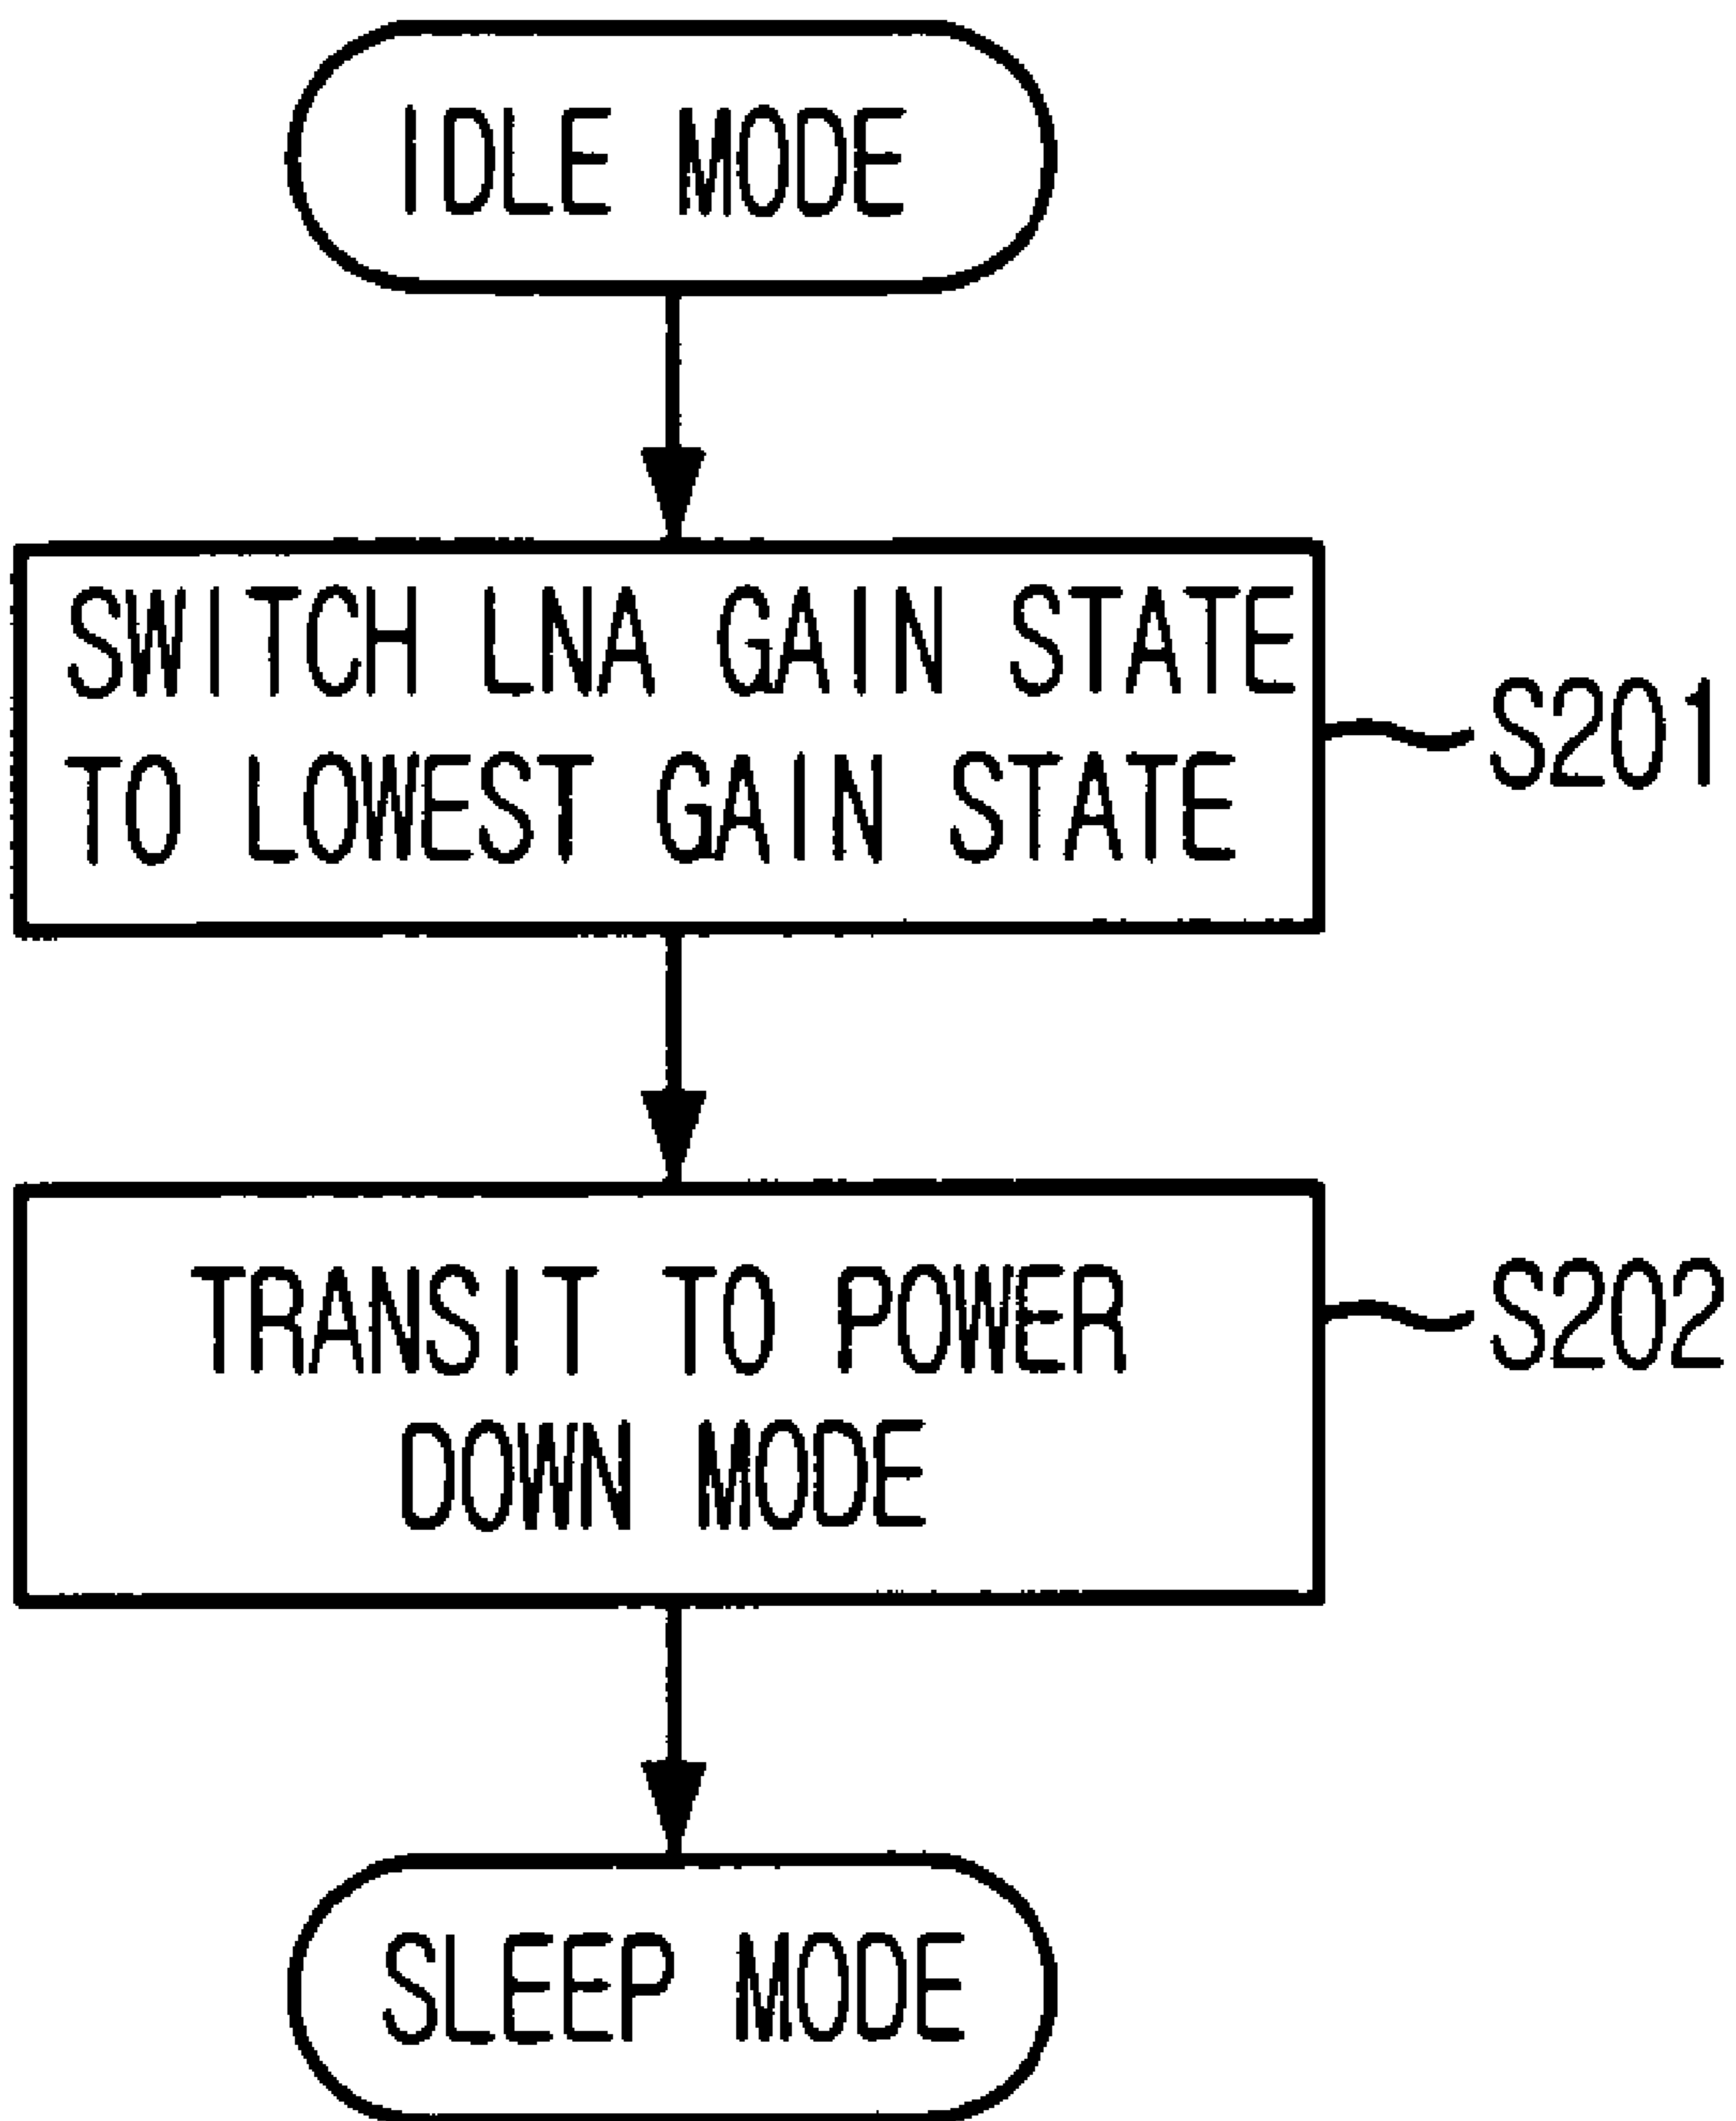 IDLE MODE
SWITCH LNA GAIN STATE
TO LOWEST GAIN STATE
S201
TRANSIT TO POWER
DOWN MODE
S202
SLEEP MODE